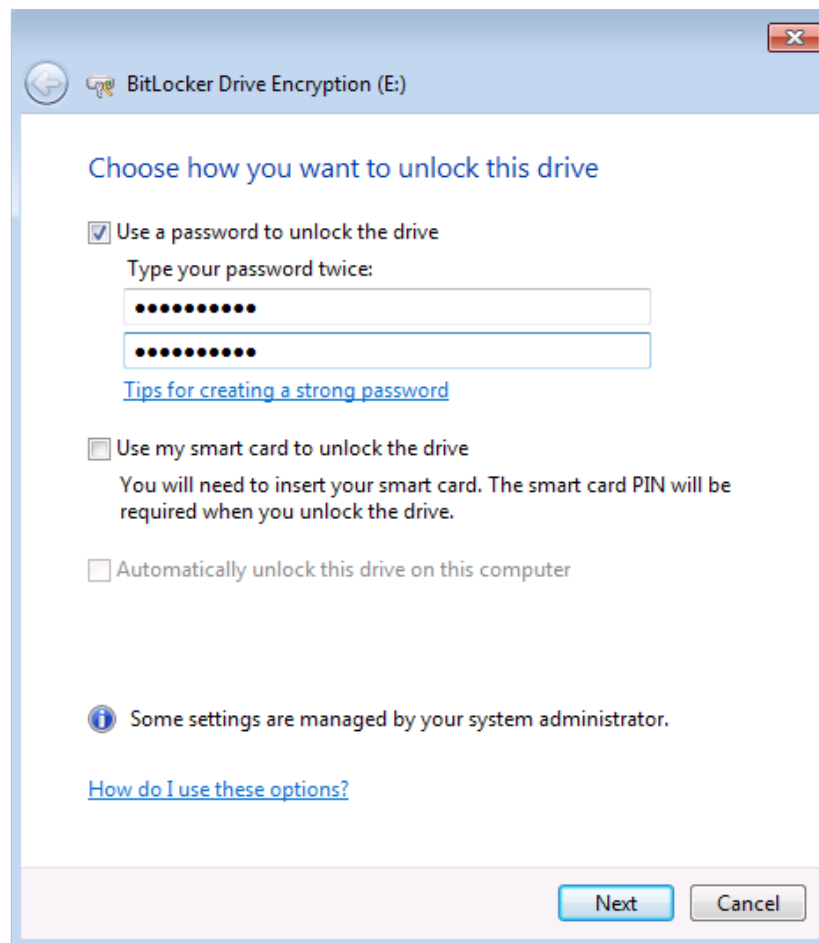 BitLocker Drive Encryption (E:)
Choose how you want to unlock this drive
Use a password to unlock the drive
Type your password twice:
●●●●●●●●●●
●●●●●●●●●●
Tips for creating a strong password
Use my smart card to unlock the drive
You will need to insert your smart card. The smart card PIN will be
required when you unlock the drive.
Automatically unlock this drive on this computer
Some settings are managed by your system administrator.
How do I use these options?
Next Cancel